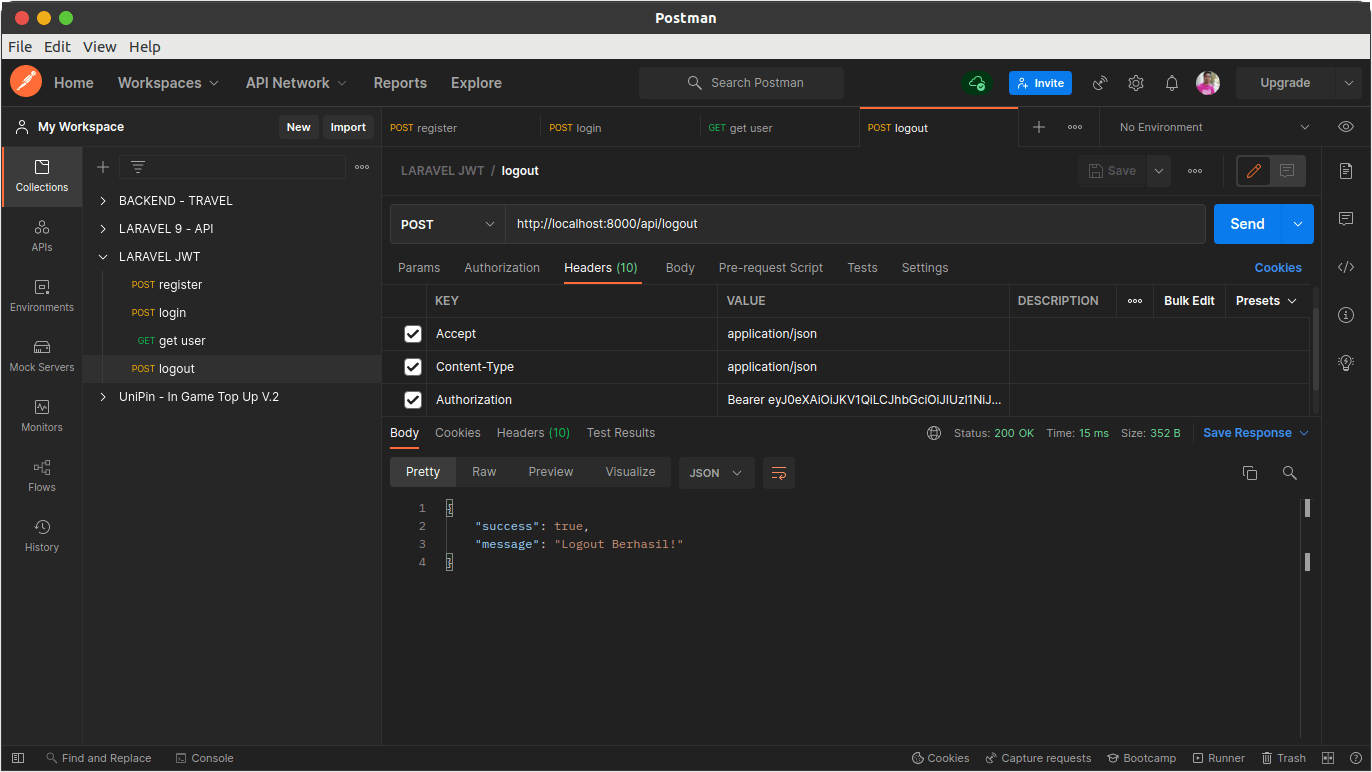 Postman
File Edit View Help
Home Workspaces API Network Reports Explore Search Postman Invite Upgrade
My Workspace New Import
POST register POST login GET get user POST logout No Environment
Collections
APIs
Environments
Mock Servers
Monitors
Flows
History
BACKEND - TRAVEL
LARAVEL 9 - API
LARAVEL JWT
POST register
POST login
GET get user
POST logout
UniPin - In Game Top Up V.2
LARAVEL JWT / logout Save
POST http://localhost:8000/api/logout Send
Params Authorization Headers (10) Body Pre-request Script Tests Settings Cookies
KEY VALUE DESCRIPTION Bulk Edit Presets
Accept application/json
Content-Type application/json
Authorization Bearer eyJ0eXAiOiJKV1QiLCJhbGciOiJIUzI1NiJ...
Body Cookies Headers (10) Test Results Status: 200 OK Time: 15 ms Size: 352 B Save Response
Pretty Raw Preview Visualize JSON
1 {
2 "success": true,
3 "message": "Logout Berhasil!"
4 }
Find and Replace Console Cookies Capture requests Bootcamp Runner Trash